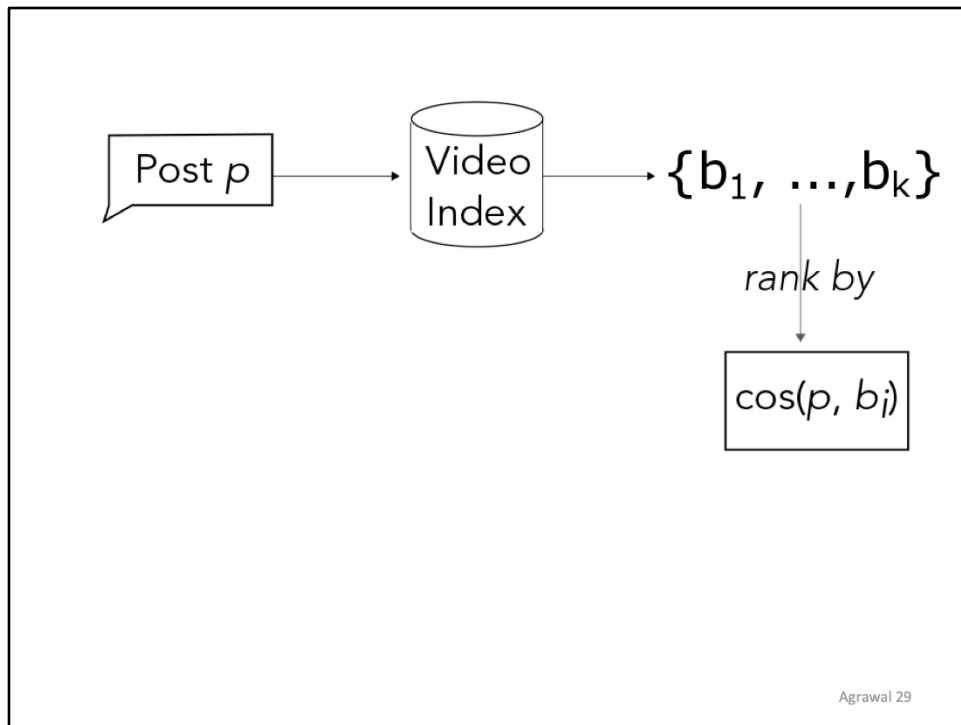 Post p
Video
Index
{b₁, ...,bₖ}
rank by
cos(p, bᵢ)
Agrawal 29